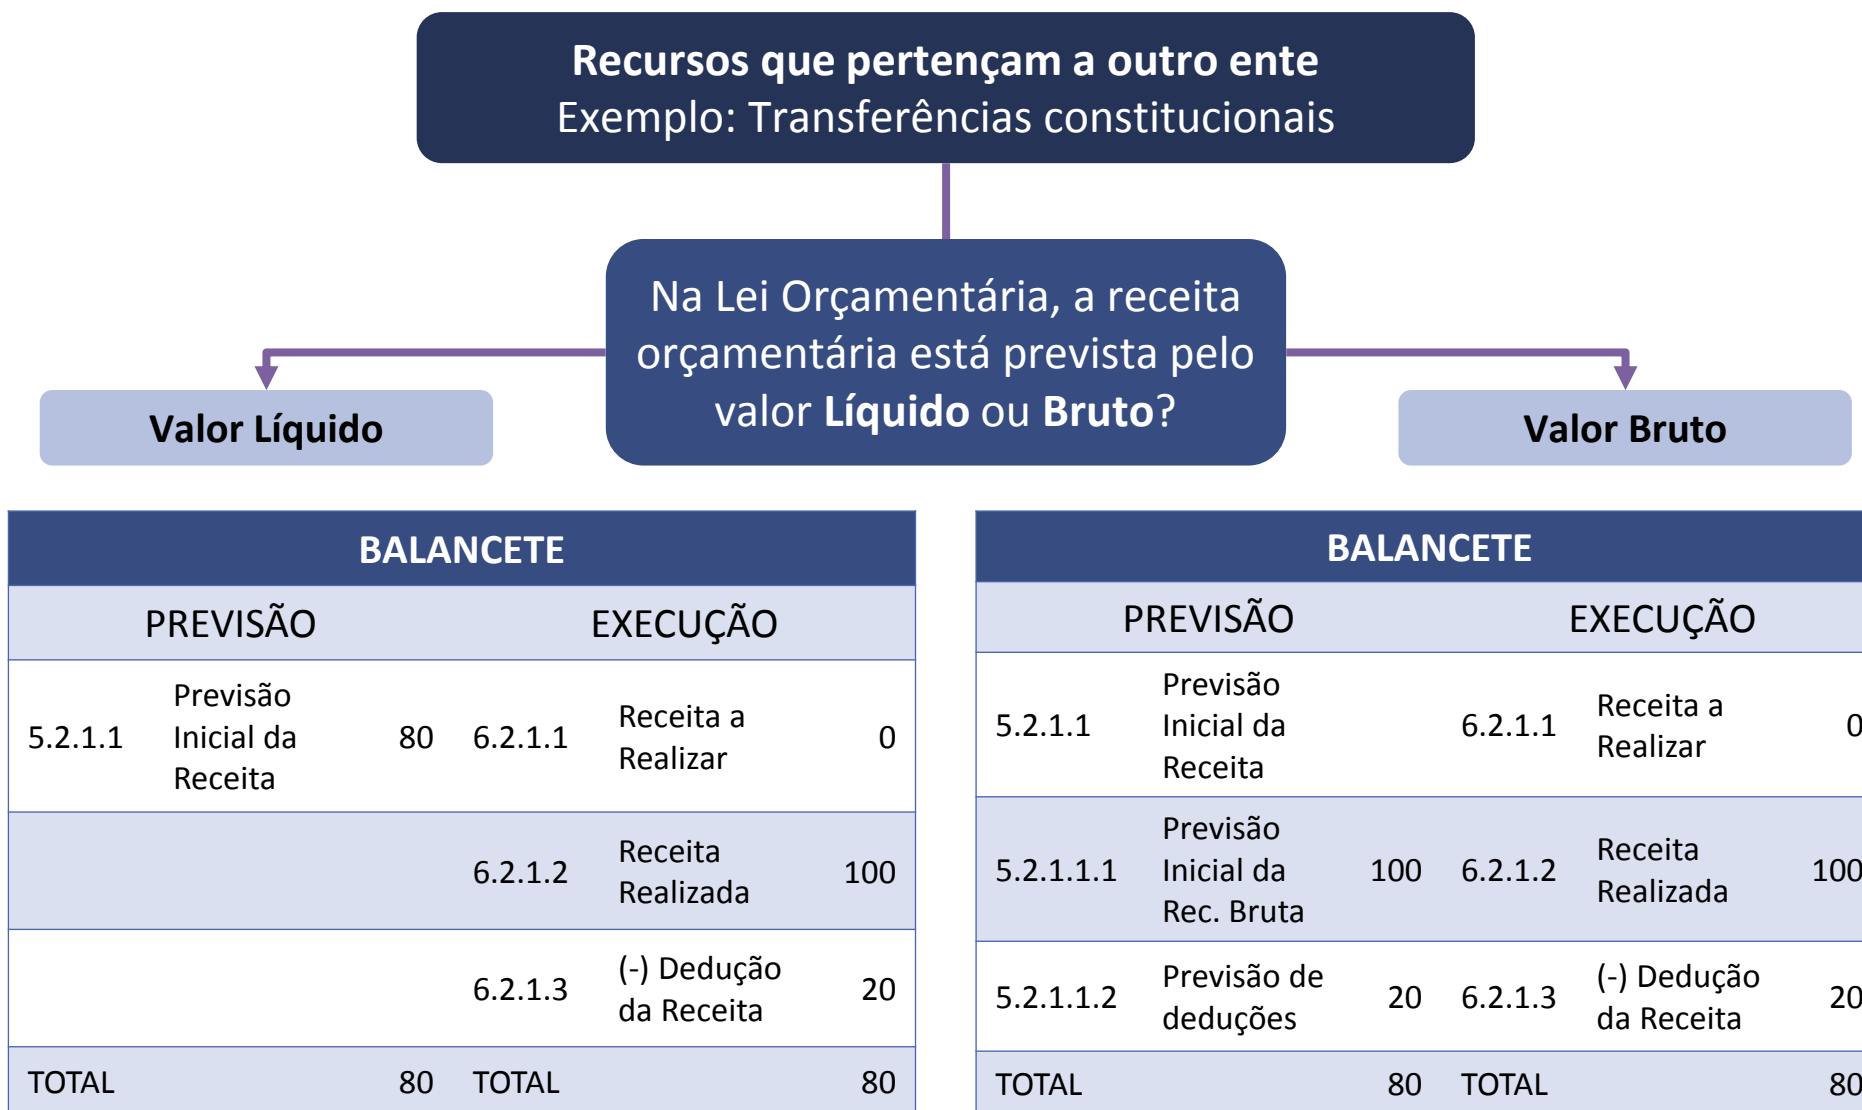 Recursos que pertençam a outro ente
Exemplo: Transferências constitucionais
Na Lei Orçamentária, a receita
orçamentária está prevista pelo
valor Líquido ou Bruto?
Valor Líquido
Valor Bruto
BALANCETE
PREVISÃO EXECUÇÃO
5.2.1.1 Previsão Inicial da Receita 80 6.2.1.1 Receita a Realizar 0
6.2.1.2 Receita Realizada 100
6.2.1.3 (-) Dedução da Receita 20
TOTAL 80 TOTAL 80
BALANCETE
PREVISÃO EXECUÇÃO
5.2.1.1 Previsão Inicial da Receita 6.2.1.1 Receita a Realizar 0
5.2.1.1.1 Previsão Inicial da Rec. Bruta 100 6.2.1.2 Receita Realizada 100
5.2.1.1.2 Previsão de deduções 20 6.2.1.3 (-) Dedução da Receita 20
TOTAL 80 TOTAL 80